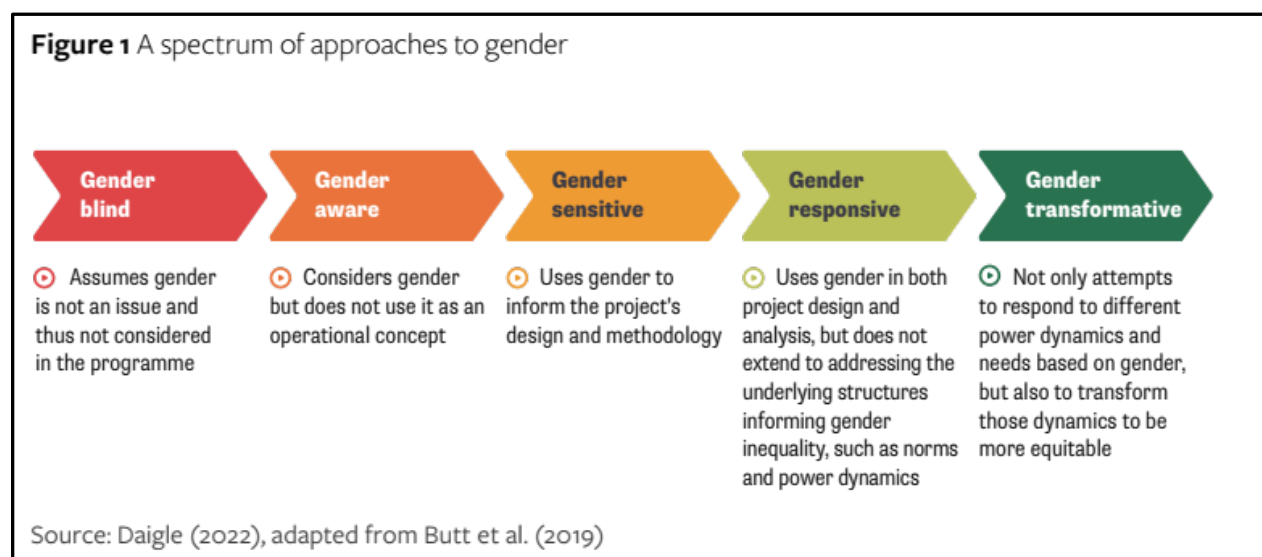 Figure 1 A spectrum of approaches to gender
Gender
blind
Gender
aware
Gender
sensitive
Gender
responsive
Gender
transformative
Assumes gender
is not an issue and
thus not considered
in the programme
Considers gender
but does not use it as an
operational concept
Uses gender to
inform the project's
design and methodology
Uses gender in both
project design and
analysis, but does not
extend to addressing the
underlying structures
informing gender
inequality, such as norms
and power dynamics
Not only attempts
to respond to different
power dynamics and
needs based on gender,
but also to transform
those dynamics to be
more equitable
Source: Daigle (2022), adapted from Butt et al. (2019)